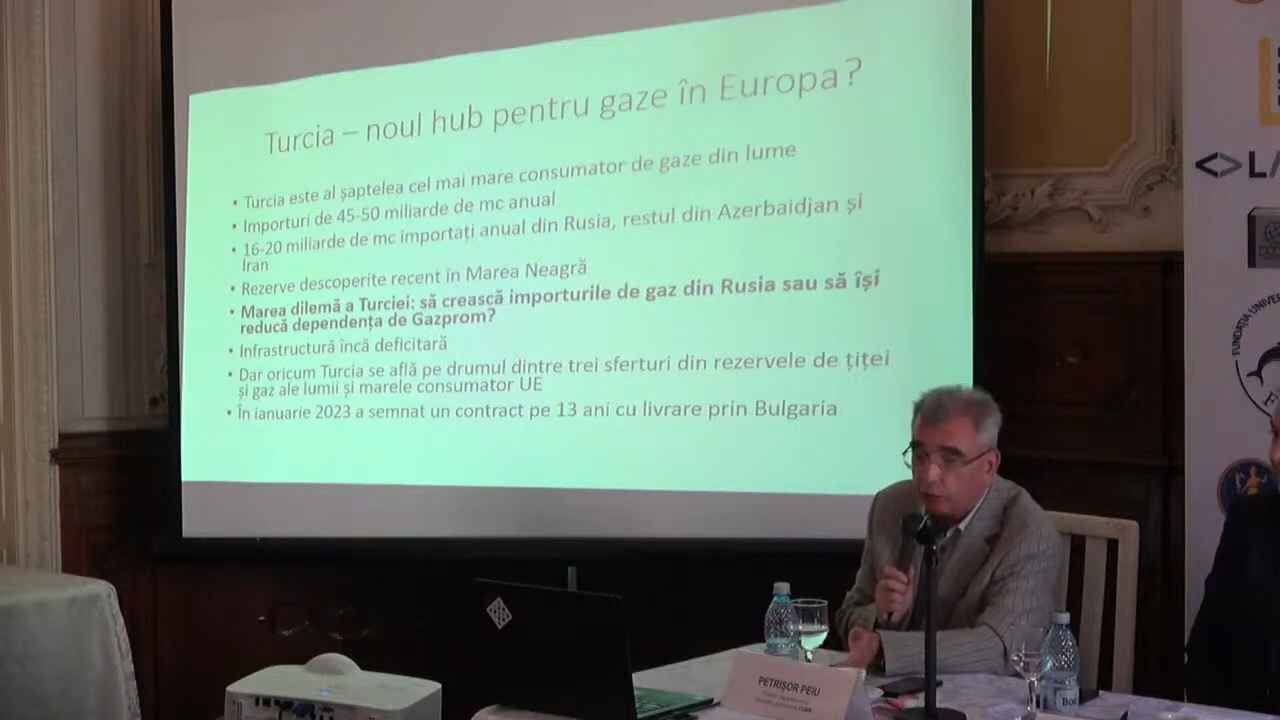 Turcia – noul hub pentru gaze în Europa?
• Turcia este al șaptelea cel mai mare consumator de gaze din lume
• Importuri de 45-50 miliarde de mc anual
• 16-20 miliarde de mc importați anual din Rusia, restul din Azerbaidjan și
Iran
• Rezerve descoperite recent în Marea Neagră
• Marea dilemă a Turciei: să crească importurile de gaz din Rusia sau să își
reducă dependența de Gazprom?
• Infrastructură încă deficitară
• Dar oricum Turcia se află pe drumul dintre trei sferturi din rezervele de țiței
și gaz ale lumii și marele consumator UE
• În ianuarie 2023 a semnat un contract pe 13 ani cu livrare prin Bulgaria
PETRIȘOR PEIU
FUNDAȚIA